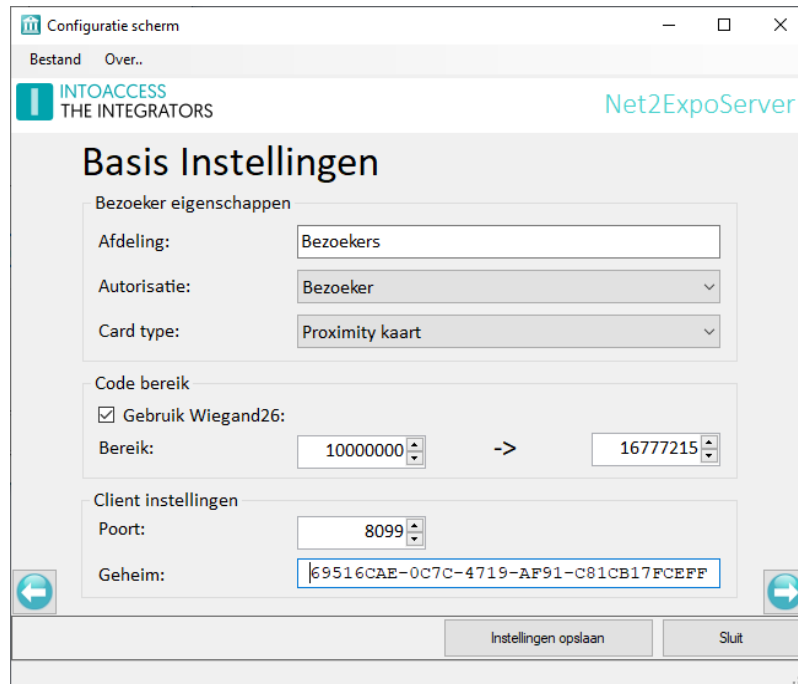 Configuratie scherm
Bestand Over..
INTOACCESS
THE INTEGRATORS
Net2ExpoServer
Basis Instellingen
Bezoeker eigenschappen
Afdeling: Bezoekers
Autorisatie: Bezoeker
Card type: Proximity kaart
Code bereik
Gebruik Wiegand26:
Bereik: 10000000 -> 16777215
Client instellingen
Poort: 8099
Geheim: 69516CAE-0C7C-4719-AF91-C81CB17FCEFF
Instellingen opslaan Sluit